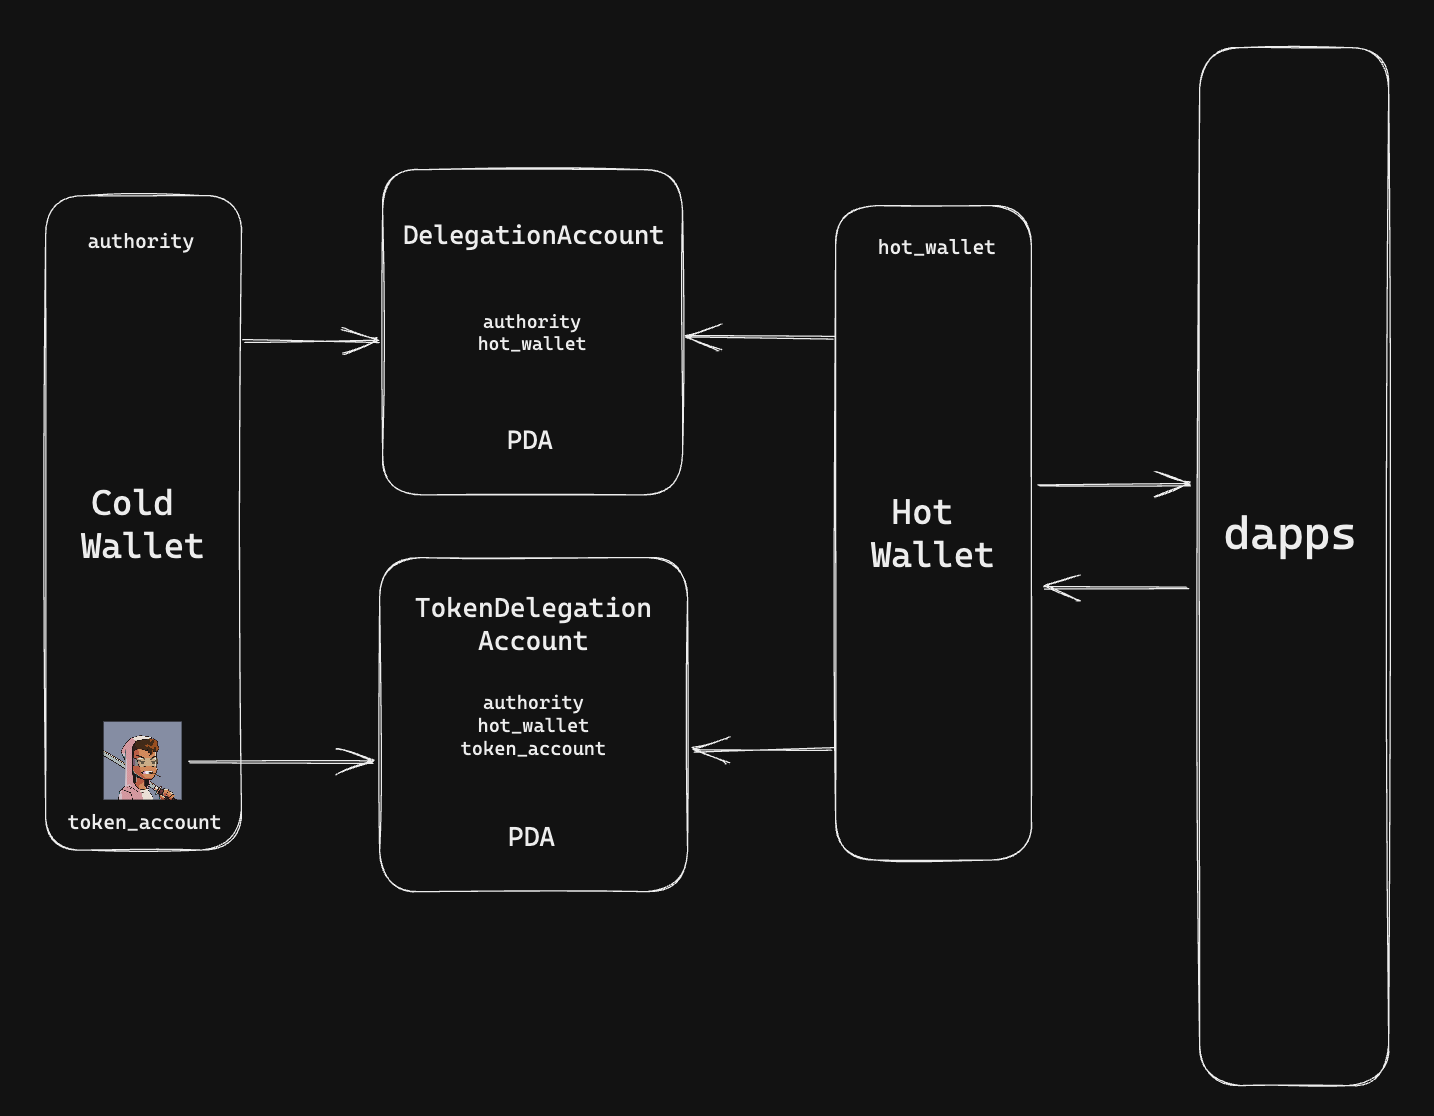 authority
Cold
Wallet
token_account
DelegationAccount
authority
hot_wallet
PDA
TokenDelegation
Account
authority
hot_wallet
token_account
PDA
hot_wallet
Hot
Wallet
dapps